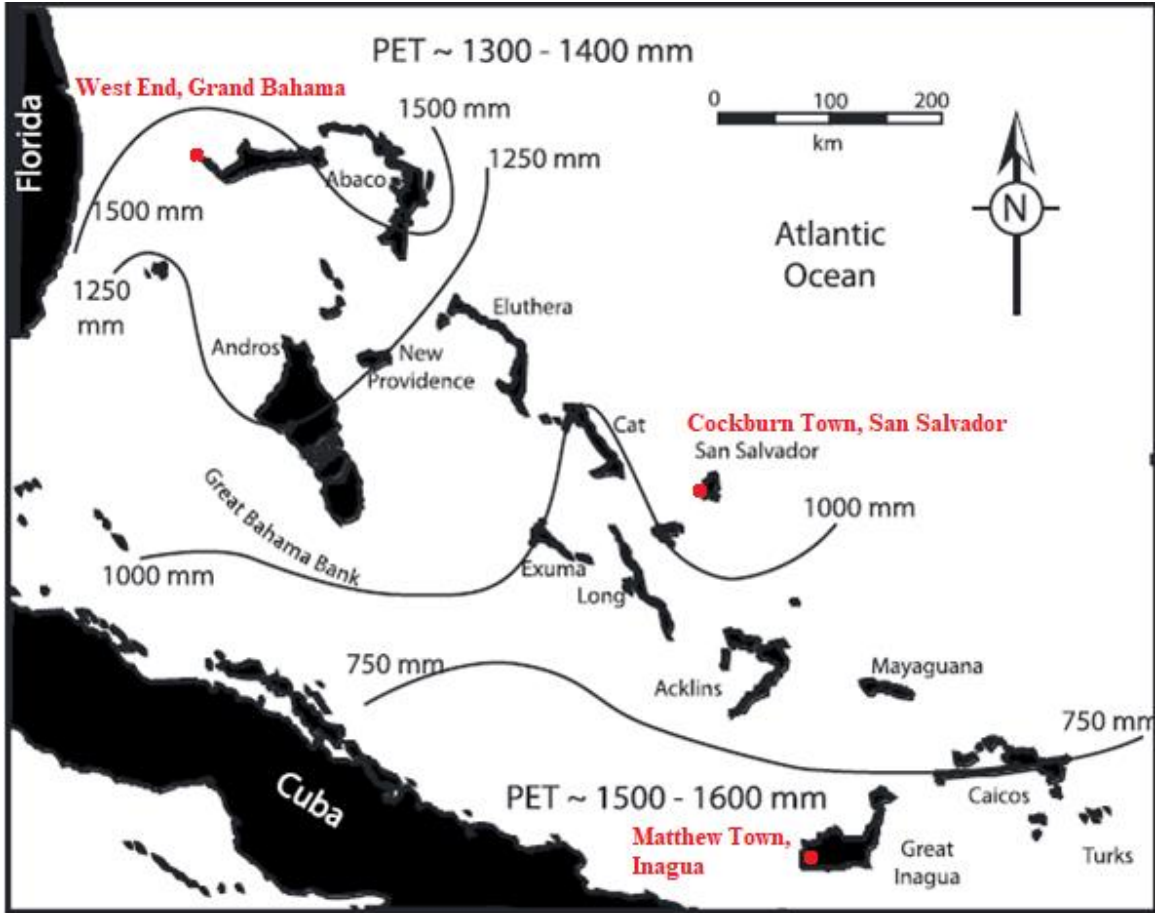 PET ~ 1300 - 1400 mm
West End, Grand Bahama
Florida
0 100 200
km
1500 mm
1250 mm
Abaco
N
1500 mm
Atlantic
Ocean
1250
mm
Eluthera
Andros
New
Providence
Cat
Cockburn Town, San Salvador
San Salvador
Great Bahama Bank
1000 mm
Exuma
1000 mm
Long
750 mm
Acklins
Mayaguana
750 mm
Cuba
PET ~ 1500 - 1600 mm
Caicos
Matthew Town,
Inagua
Great
Inagua
Turks